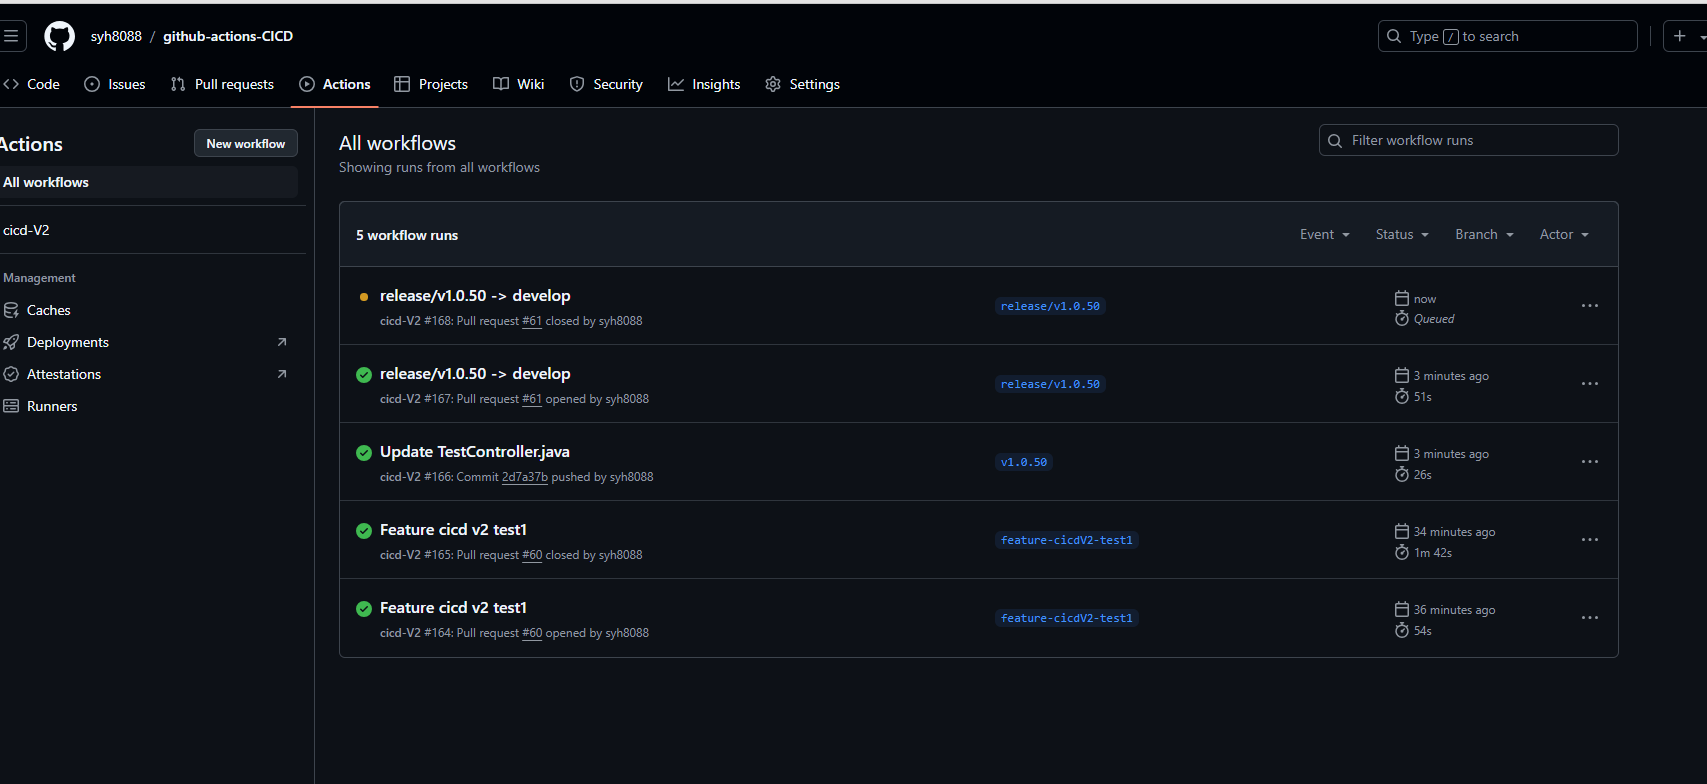 syh8088 / github-actions-CICD
Type / to search
Code Issues Pull requests Actions Projects Wiki Security Insights Settings
Actions
New workflow
All workflows
cicd-V2
Management
Caches
Deployments
Attestations
Runners
All workflows
Showing runs from all workflows
Filter workflow runs
5 workflow runs
Event Status Branch Actor
release/v1.0.50 -> develop
cicd-V2 #168: Pull request #61 closed by syh8088
release/v1.0.50
now
Queued
release/v1.0.50 -> develop
cicd-V2 #167: Pull request #61 opened by syh8088
release/v1.0.50
3 minutes ago
51s
Update TestController.java
cicd-V2 #166: Commit 2d7a37b pushed by syh8088
v1.0.50
3 minutes ago
26s
Feature cicd v2 test1
cicd-V2 #165: Pull request #60 closed by syh8088
feature-cicdV2-test1
34 minutes ago
1m 42s
Feature cicd v2 test1
cicd-V2 #164: Pull request #60 opened by syh8088
feature-cicdV2-test1
36 minutes ago
54s